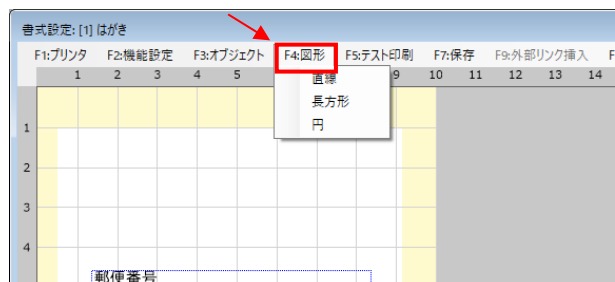 書式設定: [1] はがき
F1:プリンタ F2:機能設定 F3:オブジェクト F4:図形 F5:テスト印刷 F7:保存 F9:外部リンク挿入 F
1 2 3 4 5 9 10 11 12 13 14
直線
長方形
円
1
2
3
4
郵便番号